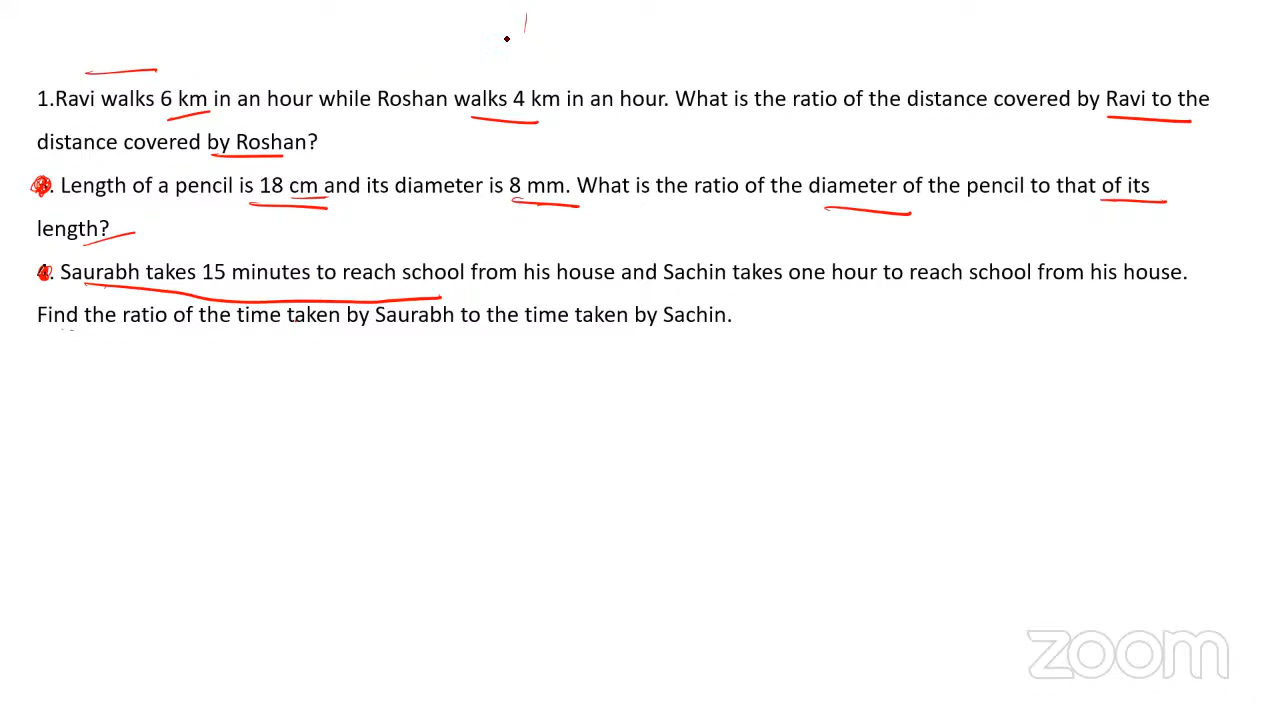 1.Ravi walks 6 km in an hour while Roshan walks 4 km in an hour. What is the ratio of the distance covered by Ravi to the
distance covered by Roshan?
. Length of a pencil is 18 cm and its diameter is 8 mm. What is the ratio of the diameter of the pencil to that of its
length?
. Saurabh takes 15 minutes to reach school from his house and Sachin takes one hour to reach school from his house.
Find the ratio of the time taken by Saurabh to the time taken by Sachin.
zoom